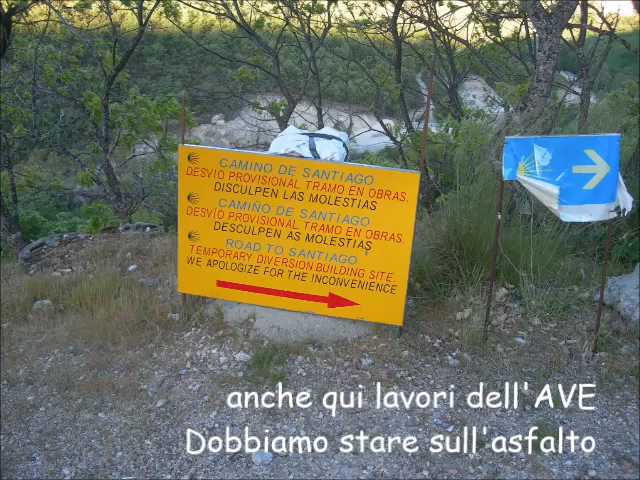 CAMINO DE SANTIAGO
DESVIO PROVISIONAL. TRAMO EN OBRAS.
DISCULPEN LAS MOLESTIAS
CAMIÑO DE SANTIAGO
DESVIO PROVISIONAL. TRAMO EN OBRAS.
DESCULPEN AS MOLESTIAS
ROAD TO SANTIAGO
TEMPORARY DIVERSION.BUILDING SITE.
WE APOLOGIZE FOR THE INCONVENIENCE
anche qui lavori dell'AVE
Dobbiamo stare sull'asfalto